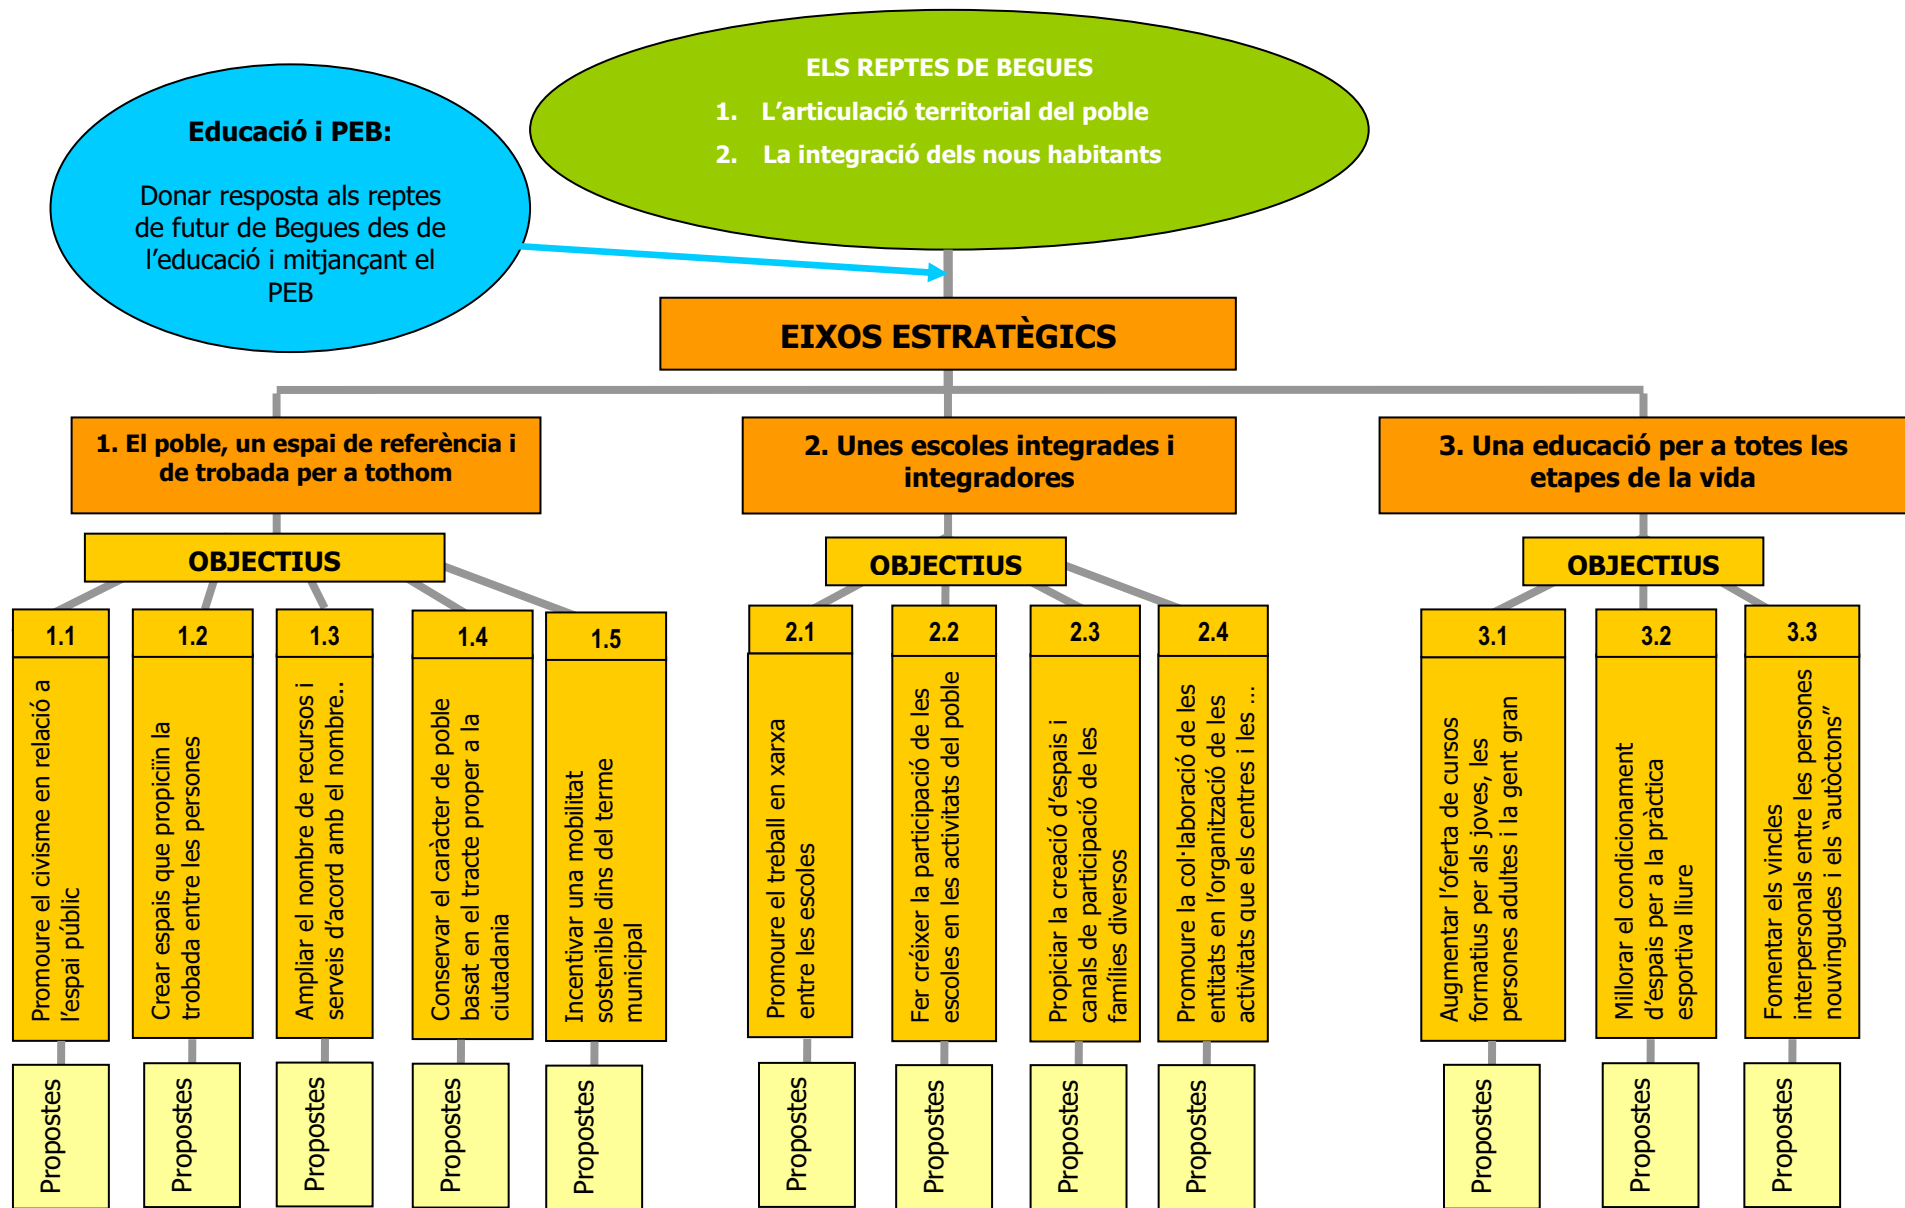 ELS REPTES DE BEGUES
1. L’articulació territorial del poble
2. La integració dels nous habitants
Educació i PEB:
Donar resposta als reptes
de futur de Begues des de
l’educació i mitjançant el
PEB
EIXOS ESTRATÈGICS
1. El poble, un espai de referència i
de trobada per a tothom
2. Unes escoles integrades i
integradores
3. Una educació per a totes les
etapes de la vida
OBJECTIUS
OBJECTIUS
OBJECTIUS
1.1
Promoure el civisme en relació a
l’espai públic
1.2
Crear espais que propiciïn la
trobada entre les persones
1.3
Ampliar el nombre de recursos i
serveis d’acord amb el nombre..
1.4
Conservar el caràcter de poble
basat en el tracte proper a la
ciutadania
1.5
Incentivar una mobilitat
sostenible dins del terme
municipal
2.1
Promoure el treball en xarxa
entre les escoles
2.2
Fer créixer la participació de les
escoles en les activitats del poble
2.3
Propiciar la creació d’espais i
canals de participació de les
famílies diversos
2.4
Promoure la col·laboració de les
entitats en l’organització de les
activitats que els centres i les ...
3.1
Augmentar l’oferta de cursos
formatius per als joves, les
persones adultes i la gent gran
3.2
Millorar el condicionament
d’espais per a la pràctica
esportiva lliure
3.3
Fomentar els vincles
interpersonals entre les persones
nouvingudes i els “autòctons”
Propostes
Propostes
Propostes
Propostes
Propostes
Propostes
Propostes
Propostes
Propostes
Propostes
Propostes
Propostes